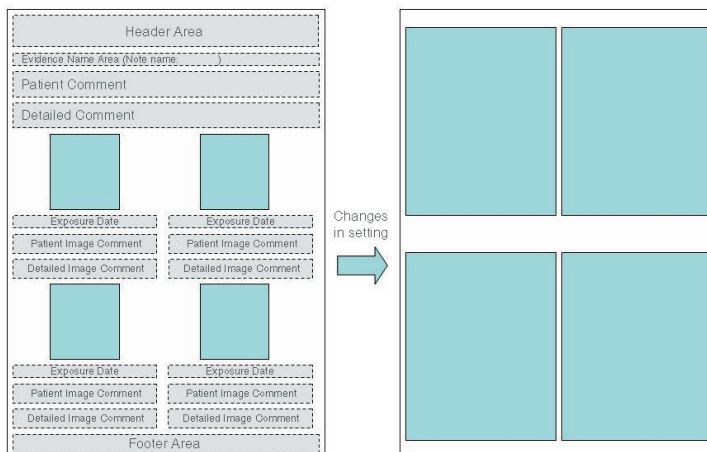 Header Area
Evidence Name Area (Note name: )
Patient Comment
Detailed Comment
Exposure Date Exposure Date
Patient Image Comment Patient Image Comment
Detailed Image Comment Detailed Image Comment
Changes
in setting
Exposure Date Exposure Date
Patient Image Comment Patient Image Comment
Detailed Image Comment Detailed Image Comment
Footer Area